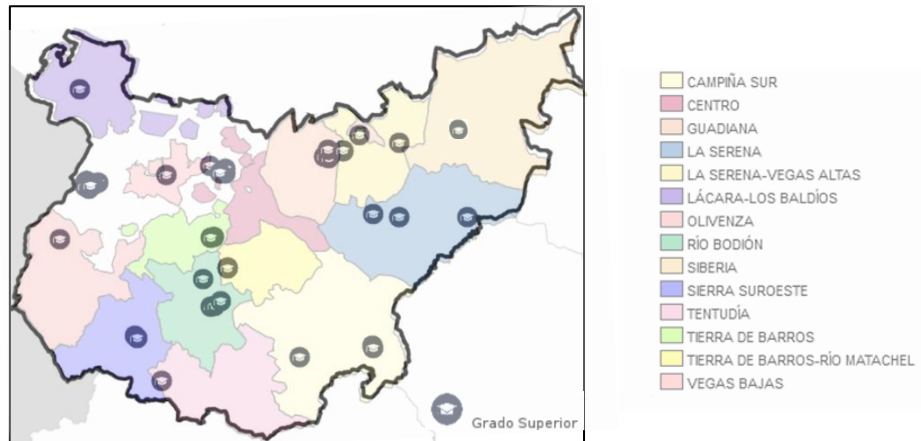 CAMPIÑA SUR
CENTRO
GUADIANA
LA SERENA
LA SERENA-VEGAS ALTAS
LÁCARA-LOS BALDÍOS
OLIVENZA
RÍO BODIÓN
SIBERIA
SIERRA SUROESTE
TENTUDÍA
TIERRA DE BARROS
TIERRA DE BARROS-RÍO MATACHEL
VEGAS BAJAS
Grado Superior